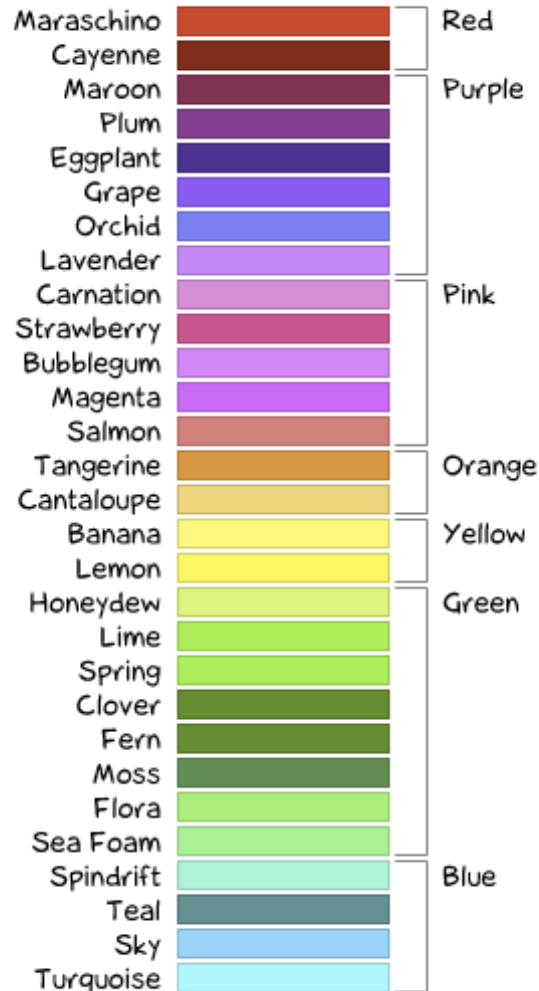 Maraschino Red
Cayenne
Maroon Purple
Plum
Eggplant
Grape
Orchid
Lavender
Carnation Pink
Strawberry
Bubblegum
Magenta
Salmon
Tangerine Orange
Cantaloupe
Banana Yellow
Lemon
Honeydew Green
Lime
Spring
Clover
Fern
Moss
Flora
Sea Foam
Spindrift Blue
Teal
Sky
Turquoise